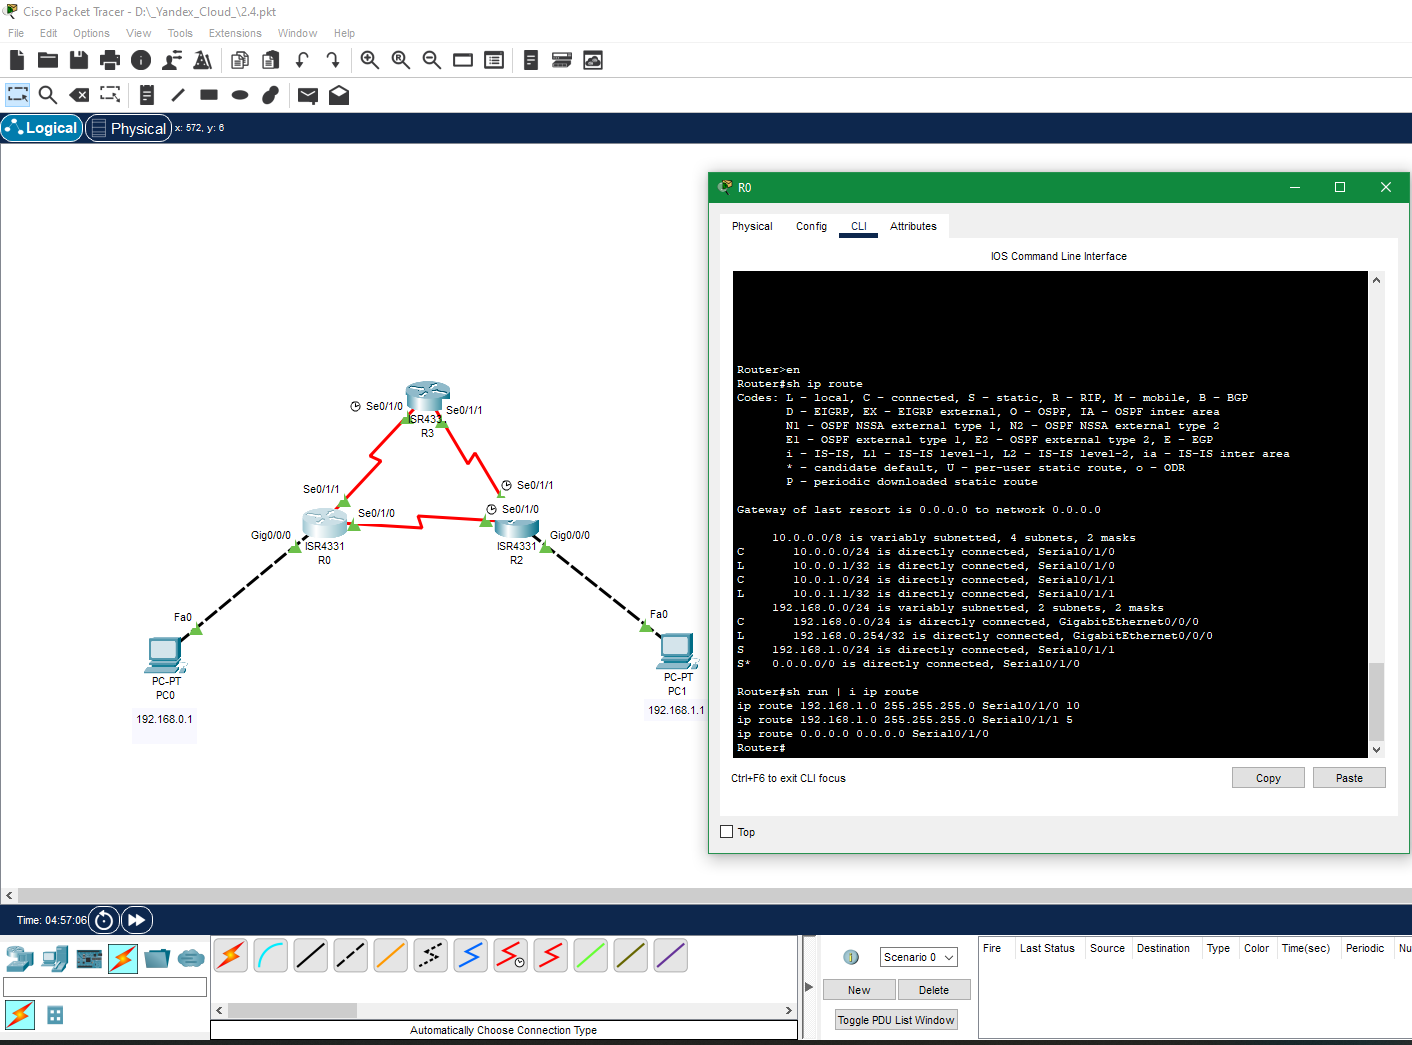 Cisco Packet Tracer - D:\_Yandex_Cloud_\2.4.pkt
File Edit Options View Tools Extensions Window Help
Logical Physical x: 572, y: 6
R0
Physical Config CLI Attributes
IOS Command Line Interface
Router>en
Router#sh ip route
Codes: L - local, C - connected, S - static, R - RIP, M - mobile, B - BGP
D - EIGRP, EX - EIGRP external, O - OSPF, IA - OSPF inter area
N1 - OSPF NSSA external type 1, N2 - OSPF NSSA external type 2
E1 - OSPF external type 1, E2 - OSPF external type 2, E - EGP
i - IS-IS, L1 - IS-IS level-1, L2 - IS-IS level-2, ia - IS-IS inter area
* - candidate default, U - per-user static route, o - ODR
P - periodic downloaded static route
Gateway of last resort is 0.0.0.0 to network 0.0.0.0
10.0.0.0/8 is variably subnetted, 4 subnets, 2 masks
C 10.0.0.0/24 is directly connected, Serial0/1/0
L 10.0.0.1/32 is directly connected, Serial0/1/0
C 10.0.1.0/24 is directly connected, Serial0/1/1
L 10.0.1.1/32 is directly connected, Serial0/1/1
192.168.0.0/24 is variably subnetted, 2 subnets, 2 masks
C 192.168.0.0/24 is directly connected, GigabitEthernet0/0/0
L 192.168.0.254/32 is directly connected, GigabitEthernet0/0/0
S 192.168.1.0/24 is directly connected, Serial0/1/1
S* 0.0.0.0/0 is directly connected, Serial0/1/0
Router#sh run | i ip route
ip route 192.168.1.0 255.255.255.0 Serial0/1/0 10
ip route 192.168.1.0 255.255.255.0 Serial0/1/1 5
ip route 0.0.0.0 0.0.0.0 Serial0/1/0
Router#
Ctrl+F6 to exit CLI focus
Copy Paste
Top
Se0/1/0 Se0/1/1
ISR433
R3
Se0/1/1 Se0/1/1
Se0/1/0 Se0/1/0
Gig0/0/0 Gig0/0/0
ISR4331 ISR4331
R0 R2
Fa0 Fa0
PC-PT PC-PT
PC0 PC1
192.168.0.1 192.168.1.1
Time: 04:57:06
Scenario 0
New Delete
Toggle PDU List Window
Fire Last Status Source Destination Type Color Time(sec) Periodic Nu
Automatically Choose Connection Type